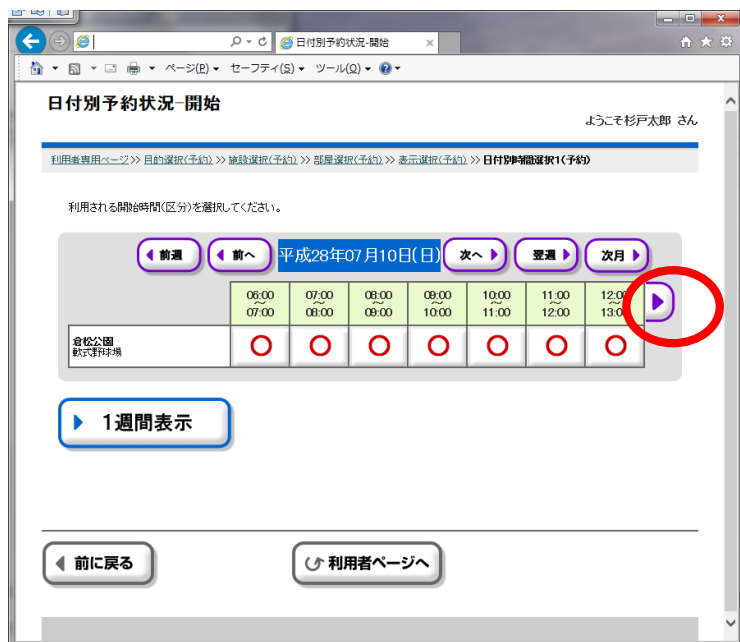 日付別予約状況-開始
ページ(P) セーフティ(S) ツール(O)
日付別予約状況-開始
ようこそ杉戸太郎 さん
利用者専用ページ>> 目的選択(予約) >> 施設選択(予約) >> 部屋選択(予約) >> 表示選択(予約) >> 日付別時間選択1(予約)
利用される開始時間(区分)を選択してください。
前週 前へ 平成28年07月10日(日) 次へ 翌週 次月
06:00 07:00 08:00 09:00 10:00 11:00 12:00
~ ~ ~ ~ ~ ~ ~
07:00 08:00 09:00 10:00 11:00 12:00 13:00
倉松公園
軟式野球場
1週間表示
前に戻る 利用者ページへ